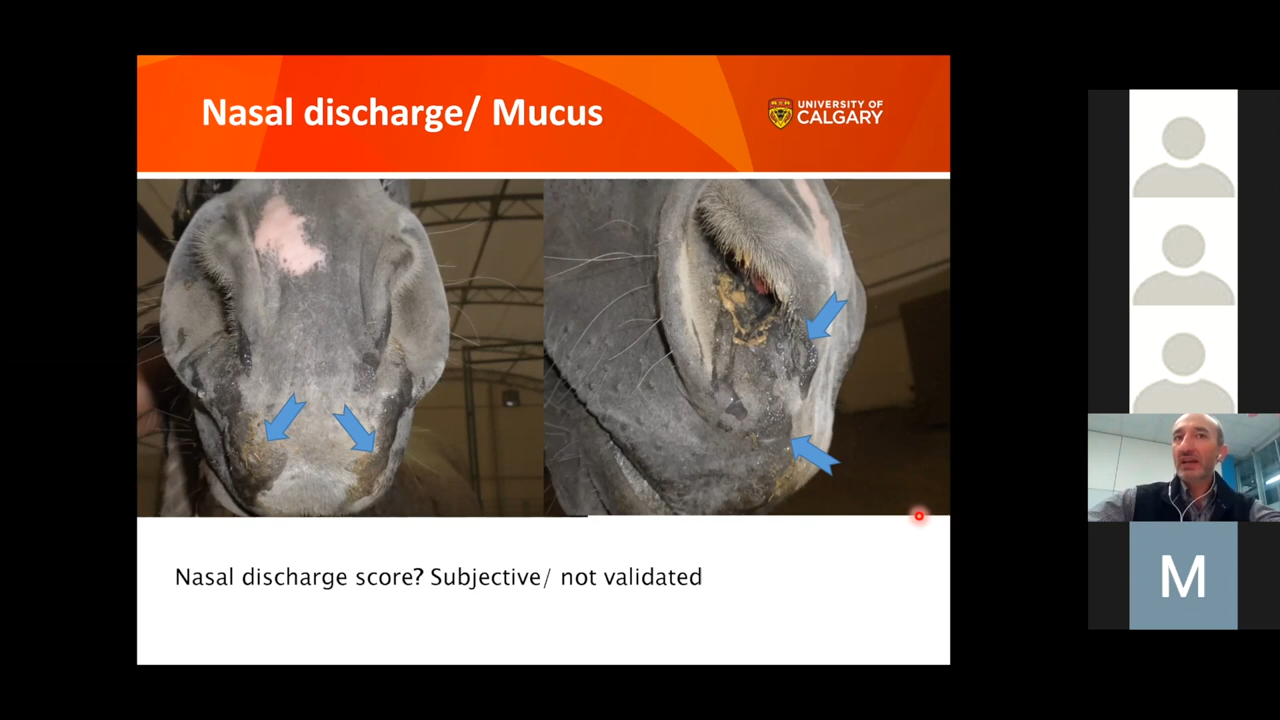 Nasal discharge/ Mucus
UNIVERSITY OF
CALGARY
Nasal discharge score? Subjective/ not validated
M